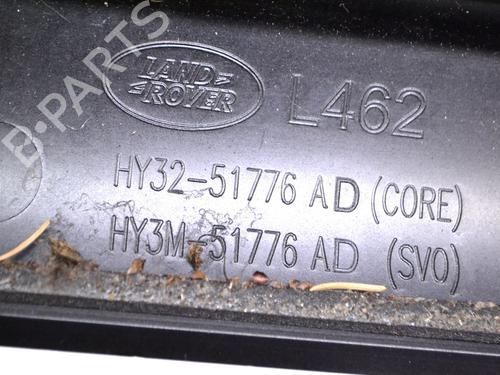 B-PARTS
LAND
ROVER
L462
HY32-51776 AD (CORE)
HY3M-51776 AD (SVO)